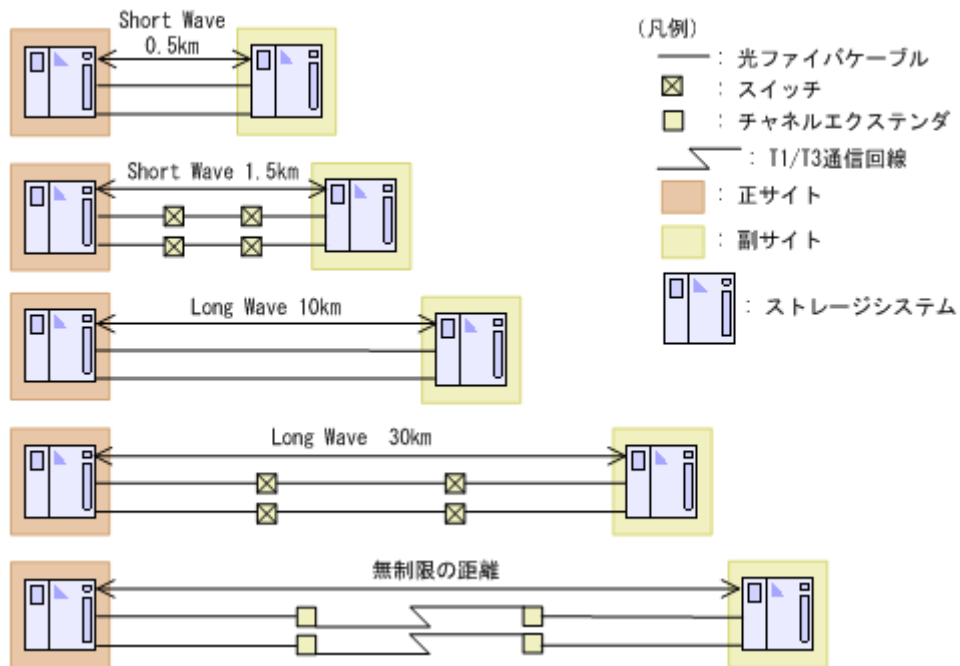 Short Wave
0.5km
Short Wave 1.5km
Long Wave 10km
Long Wave 30km
無制限の距離
(凡例)
：光ファイバケーブル
：スイッチ
：チャネルエクステンダ
：T1/T3通信回線
：正サイト
：副サイト
：ストレージシステム